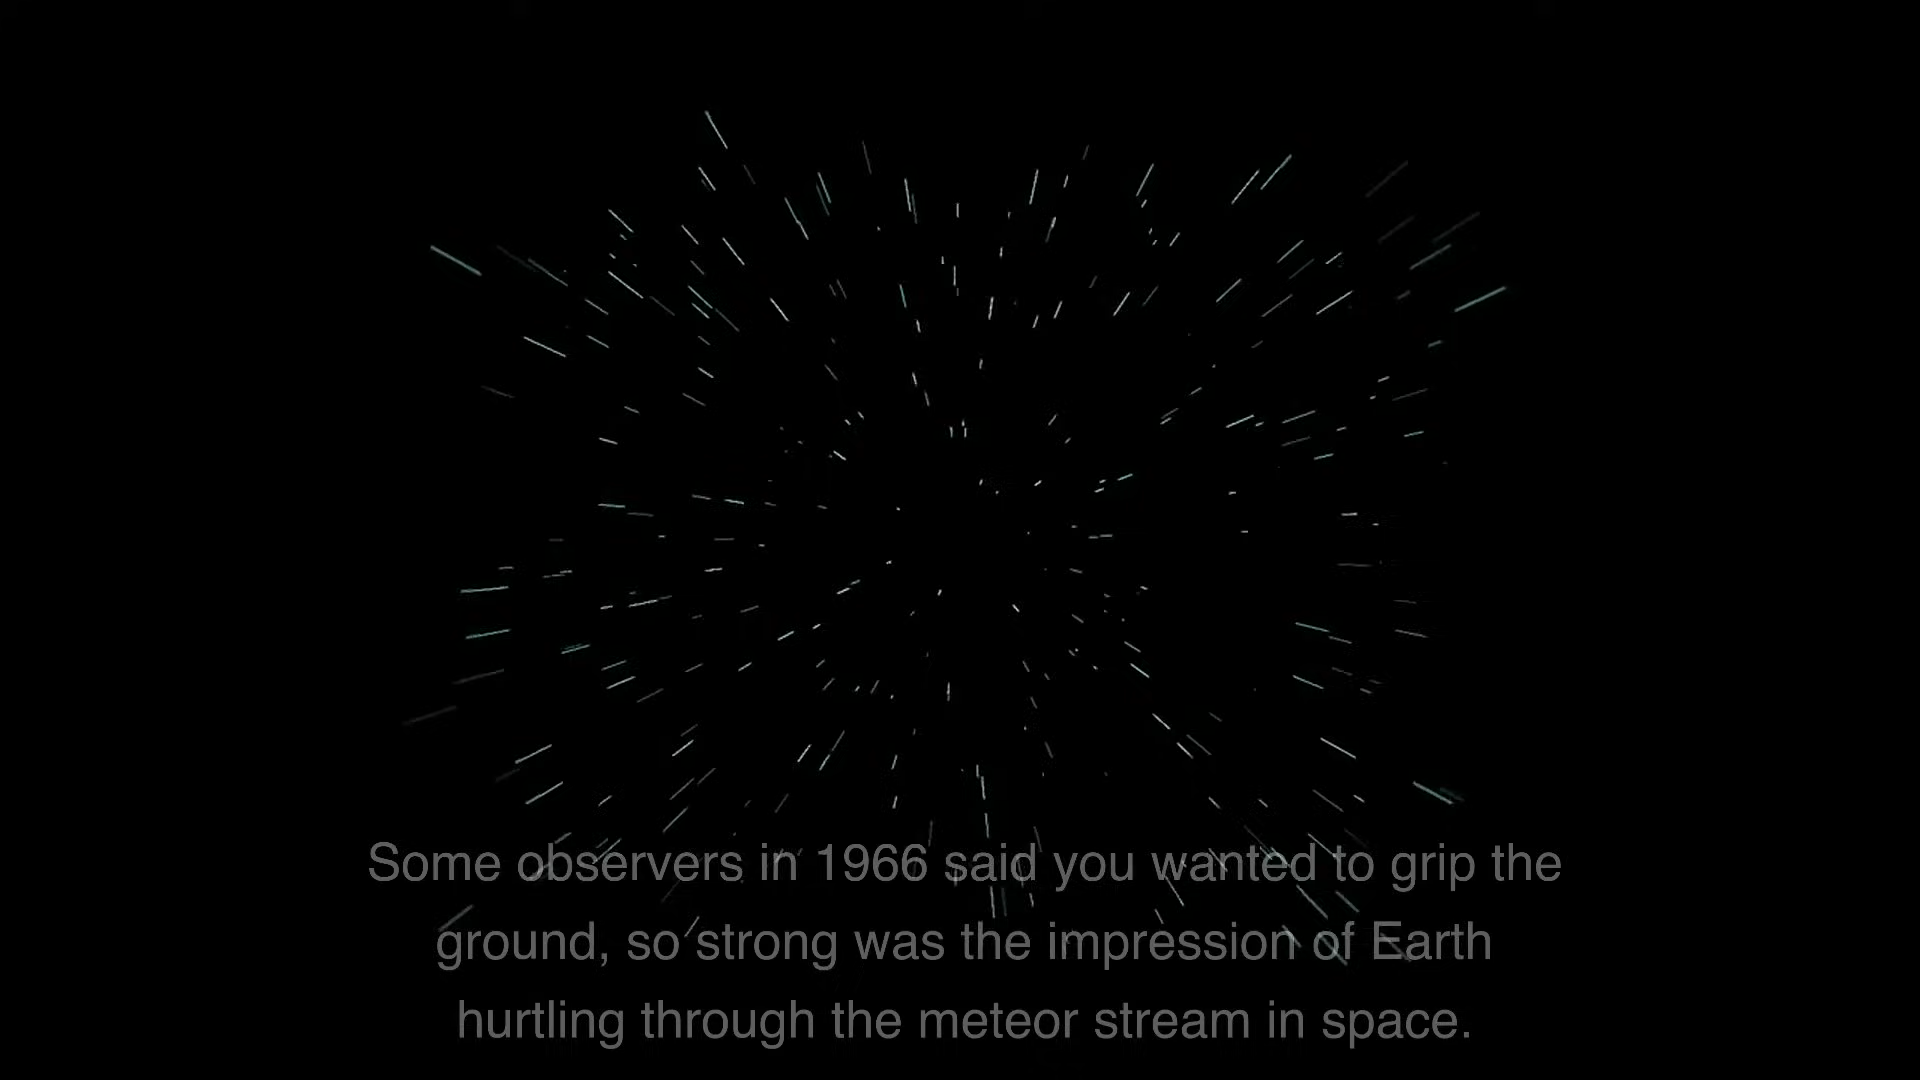 Some observers in 1966 said you wanted to grip the
ground, so strong was the impression of Earth
hurtling through the meteor stream in space.